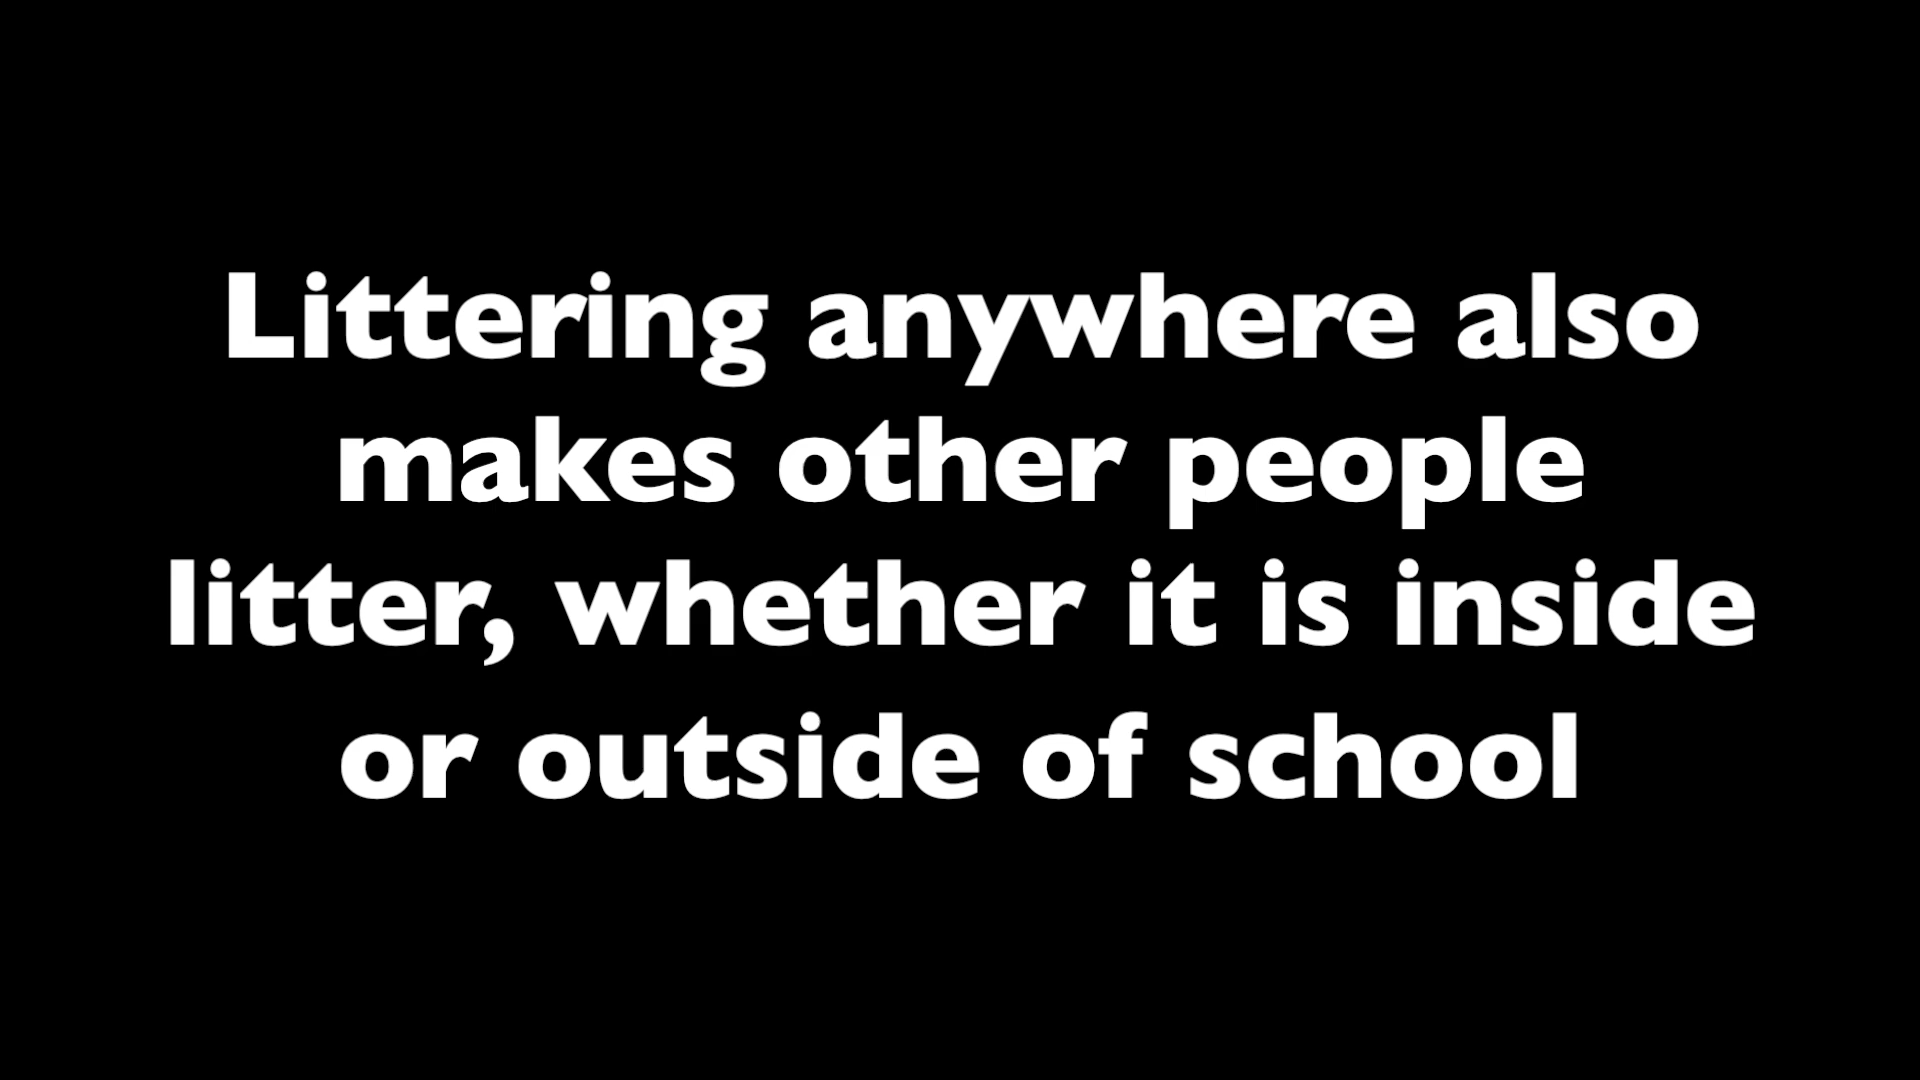 Littering anywhere also
makes other people
litter, whether it is inside
or outside of school